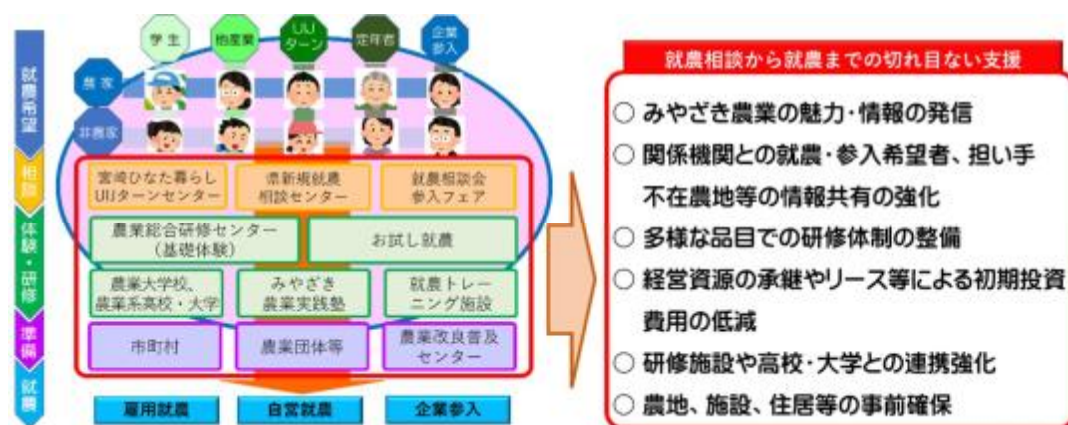 学生
他産業
UIJ
ターン
定年者
企業
参入
農家
非農家
就農希望
相談
体験・研修
準備
就農
宮崎ひなた暮らし
UIJターンセンター
県新規就農
相談センター
就農相談会
参入フェア
農業総合研修センター
(基礎体験)
お試し就農
農業大学校、
農業系高校・大学
みやざき
農業実践塾
就農トレー
ニング施設
市町村
農業団体等
農業改良普及
センター
雇用就農
自営就農
企業参入
就農相談から就農までの切れ目ない支援
○ みやざき農業の魅力・情報の発信
○ 関係機関との就農・参入希望者、担い手
不在農地等の情報共有の強化
○ 多様な品目での研修体制の整備
○ 経営資源の承継やリース等による初期投資
費用の低減
○ 研修施設や高校・大学との連携強化
○ 農地、施設、住居等の事前確保